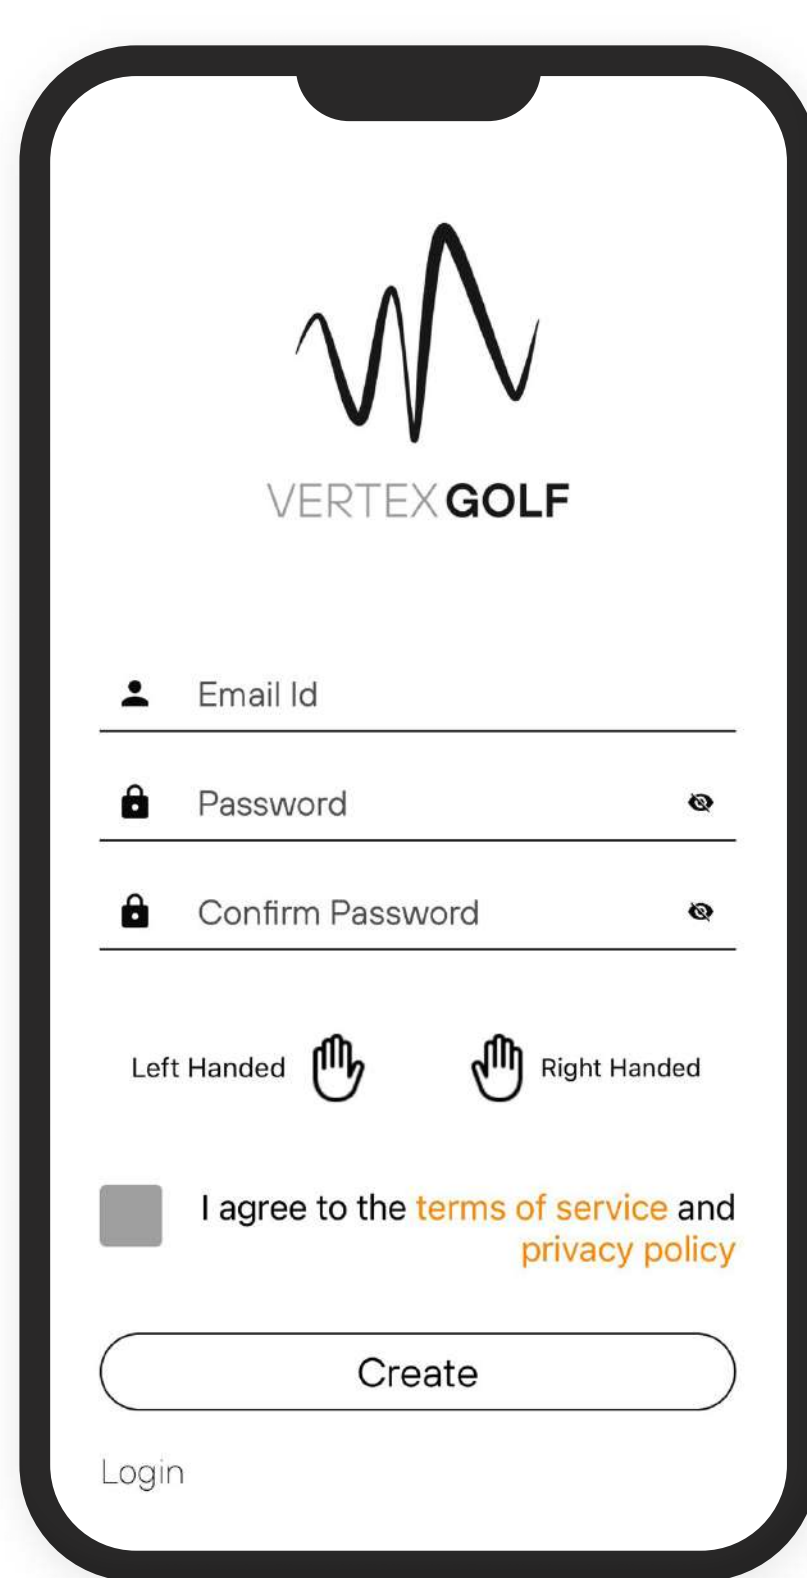 VERTEX GOLF
Email Id
Password
Confirm Password
Left Handed
Right Handed
I agree to the terms of service and
privacy policy
Create
Login